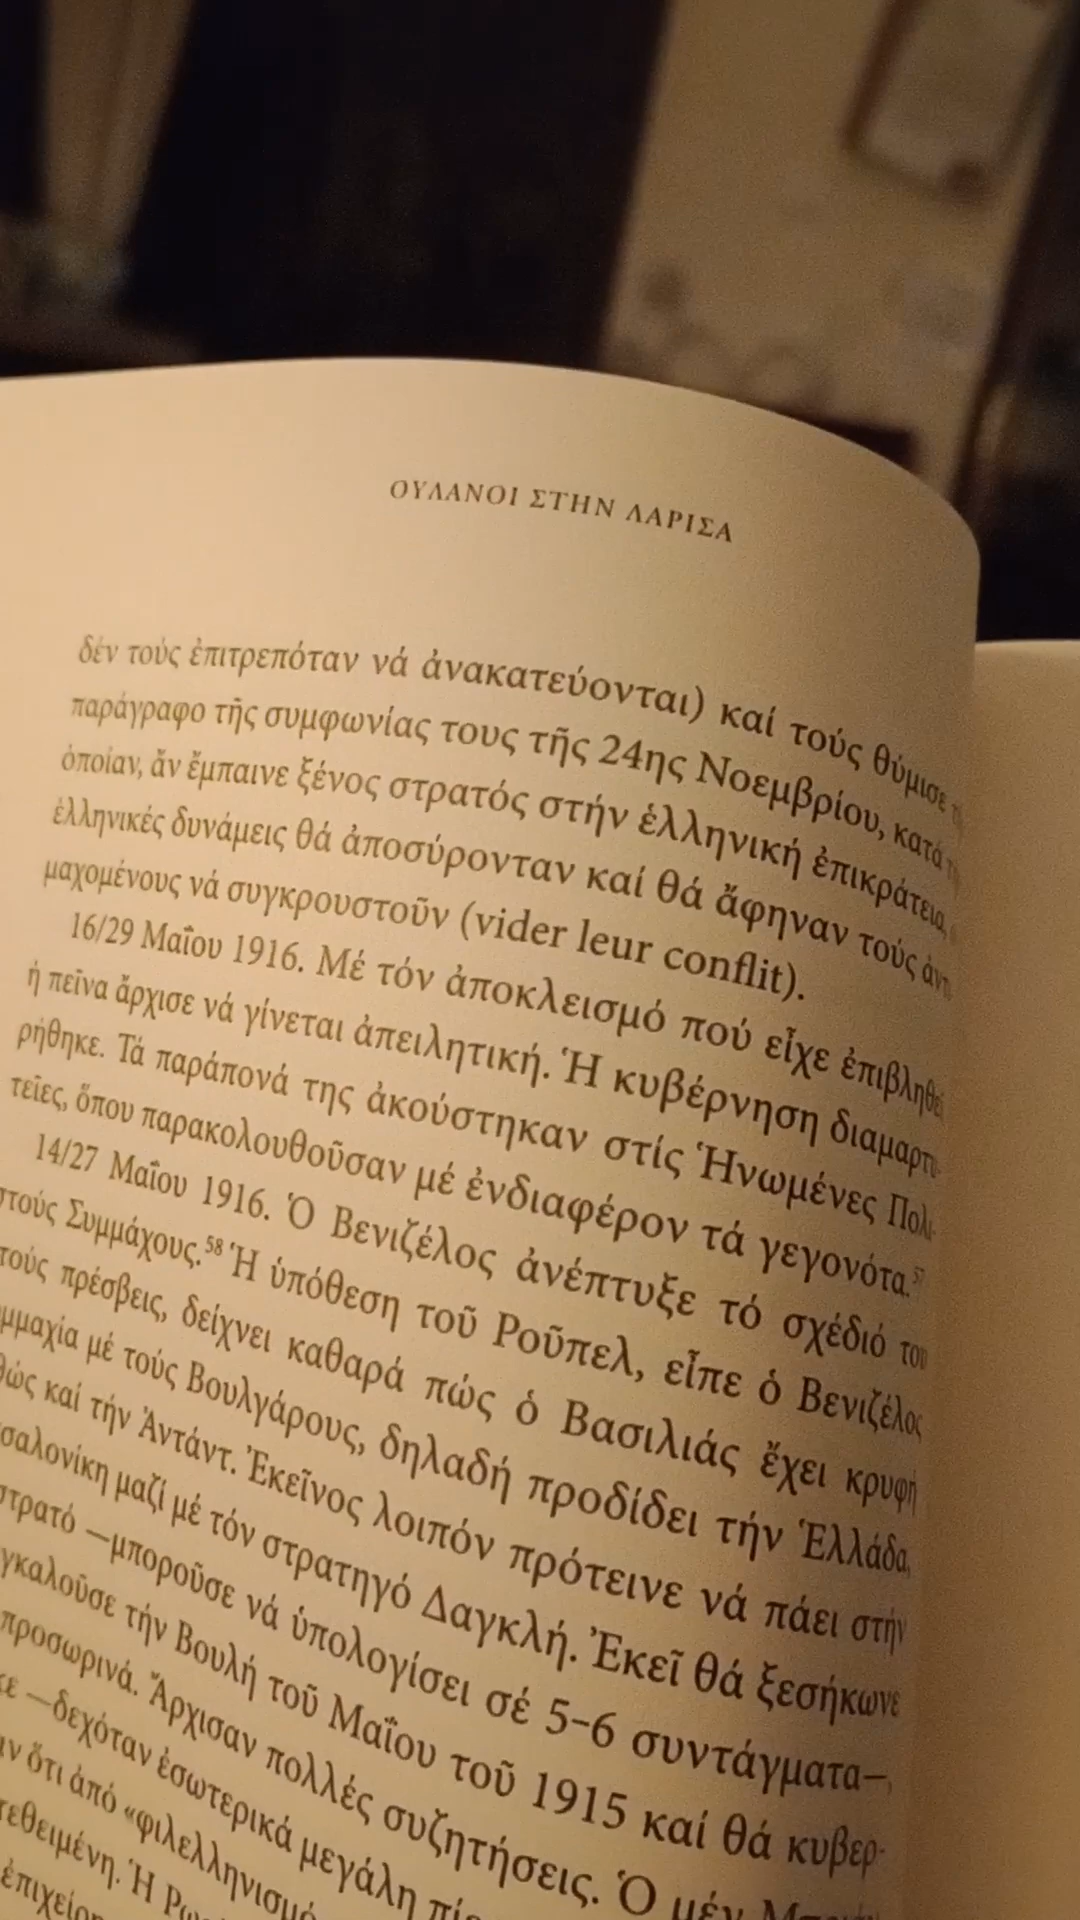 ΟΥΛΑΝΟΙ ΣΤΗΝ ΛΑΡΙΣΑ
δέν τούς ἐπιτρεπόταν νά ἀνακατεύονται) καί τούς θύμισε
παράγραφο τῆς συμφωνίας τους τῆς 24ης Νοεμβρίου, κατά
ὁποίαν, ἄν ἔμπαινε ξένος στρατός στήν ἑλληνική ἐπικράτεια,
ἑλληνικές δυνάμεις θά ἀποσύρονταν καί θά ἄφηναν τούς ἀντι
μαχομένους νά συγκρουστοῦν (vider leur conflit).
16/29 Μαΐου 1916. Μέ τόν ἀποκλεισμό πού εἶχε ἐπιβληθεῖ
ἡ πεῖνα ἄρχισε νά γίνεται ἀπειλητική. Ἡ κυβέρνηση διαμαρτυ-
ρήθηκε. Τά παράπονά της ἀκούστηκαν στίς Ἡνωμένες Πολι-
τεῖες, ὅπου παρακολουθοῦσαν μέ ἐνδιαφέρον τά γεγονότα.57
14/27 Μαΐου 1916. Ὁ Βενιζέλος ἀνέπτυξε τό σχέδιό του
στούς Συμμάχους.58 Ἡ ὑπόθεση τοῦ Ροῦπελ, εἶπε ὁ Βενιζέλος
τούς πρέσβεις, δείχνει καθαρά πώς ὁ Βασιλιάς ἔχει κρυφή
μμαχία μέ τούς Βουλγάρους, δηλαδή προδίδει τήν Ἑλλάδα,
θώς καί τήν Ἀντάντ. Ἐκεῖνος λοιπόν πρότεινε νά πάει στήν
σαλονίκη μαζί μέ τόν στρατηγό Δαγκλή. Ἐκεῖ θά ξεσήκωνε
στρατό —μποροῦσε νά ὑπολογίσει σέ 5-6 συντάγματα—,
γκαλοῦσε τήν Βουλή τοῦ Μαΐου τοῦ 1915 καί θά κυβερ-
προσωρινά. Ἄρχισαν πολλές συζητήσεις. Ὁ μέν
κε —δεχόταν ἐσωτερικά μεγάλη
ν ὅτι ἀπό «φιλελληνισμό
τεθειμένη. Ἡ